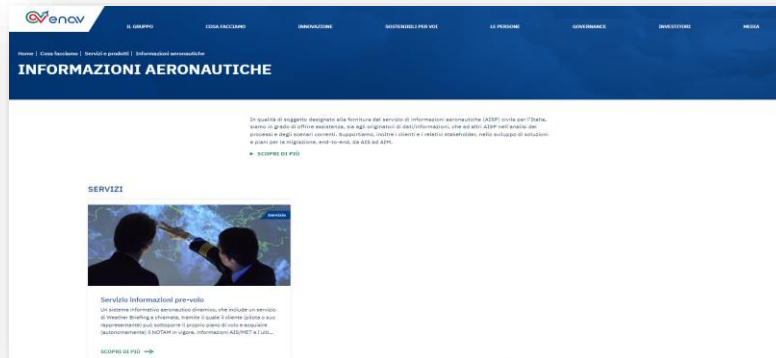 enav
IL GRUPPO COSA FACCIAMO INNOVAZIONE SOSTENIBILI PER VOI LE PERSONE GOVERNANCE INVESTITORI MEDIA
Home | Cosa facciamo | Servizi e prodotti | Informazioni aeronautiche
INFORMAZIONI AERONAUTICHE
In qualità di soggetto designato alla fornitura del servizio di informazioni aeronautiche (AISP) civile per l'Italia,
siamo in grado di offrire assistenza, sia agli originatori di dati/informazioni, che ad altri AISP nell'analisi dei
processi e degli scenari correnti. Supportiamo, inoltre i clienti e i relativi stakeholder, nello sviluppo di soluzioni
e piani per la migrazione, end-to-end, da AIS ad AIM.
SCOPRI DI PIÙ
SERVIZI
Servizio
Servizio informazioni pre-volo
Un sistema informativo aeronautico dinamico, che include un servizio
di Weather Briefing a chiamata, tramite il quale il cliente (pilota o suo
rappresentante) può sottoporre il proprio piano di volo e acquisire
(autonomamente) il NOTAM in vigore, informazioni AIS/MET e l'ulti...
SCOPRI DI PIÙ